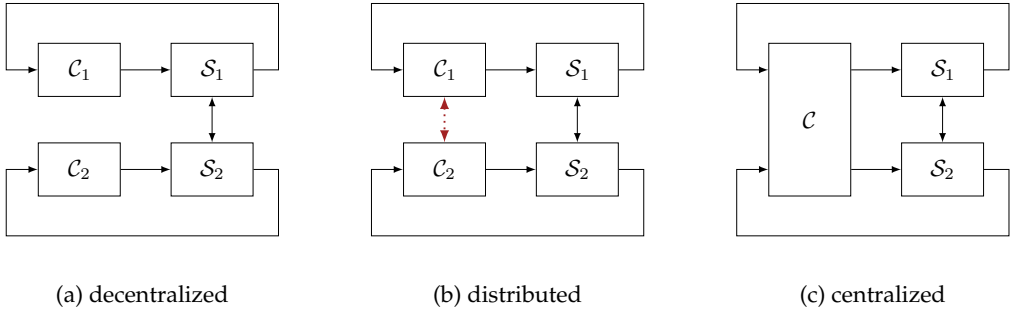 C₁ S₁ C₁ S₁ S₁
C
C₂ S₂ C₂ S₂ S₂
(a) decentralized (b) distributed (c) centralized